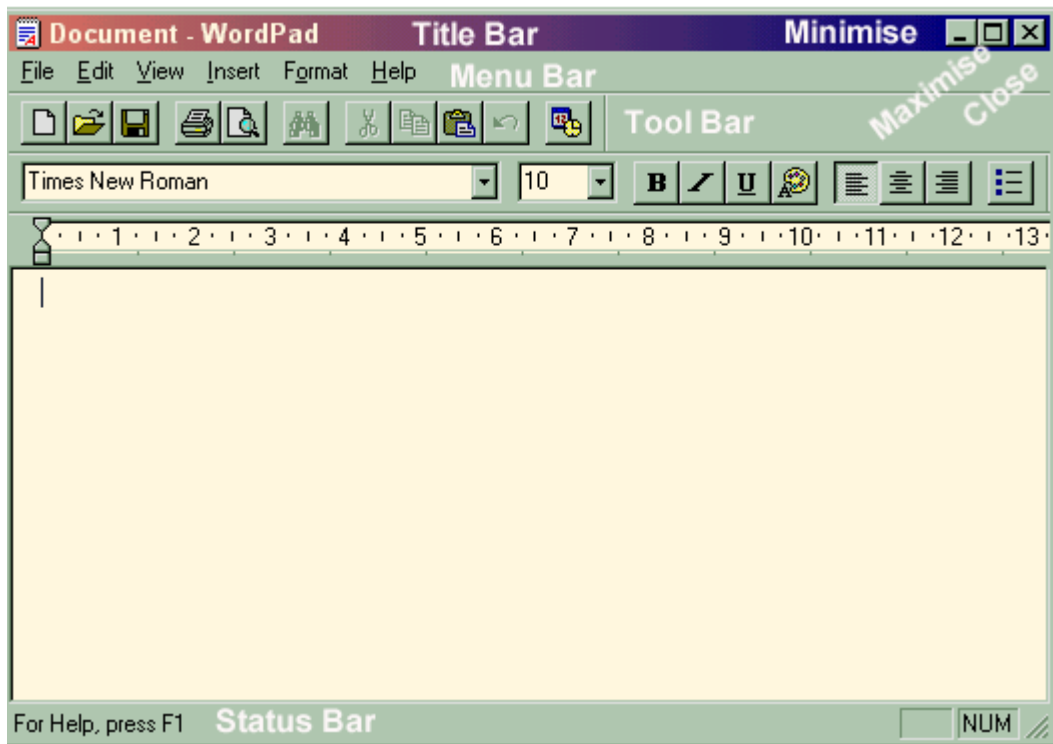 Document - WordPad Title Bar Minimise
File Edit View Insert Format Help Menu Bar Maximise Close
Tool Bar
Times New Roman 10 B I U
1 2 3 4 5 6 7 8 9 10 11 12 13
For Help, press F1 Status Bar NUM